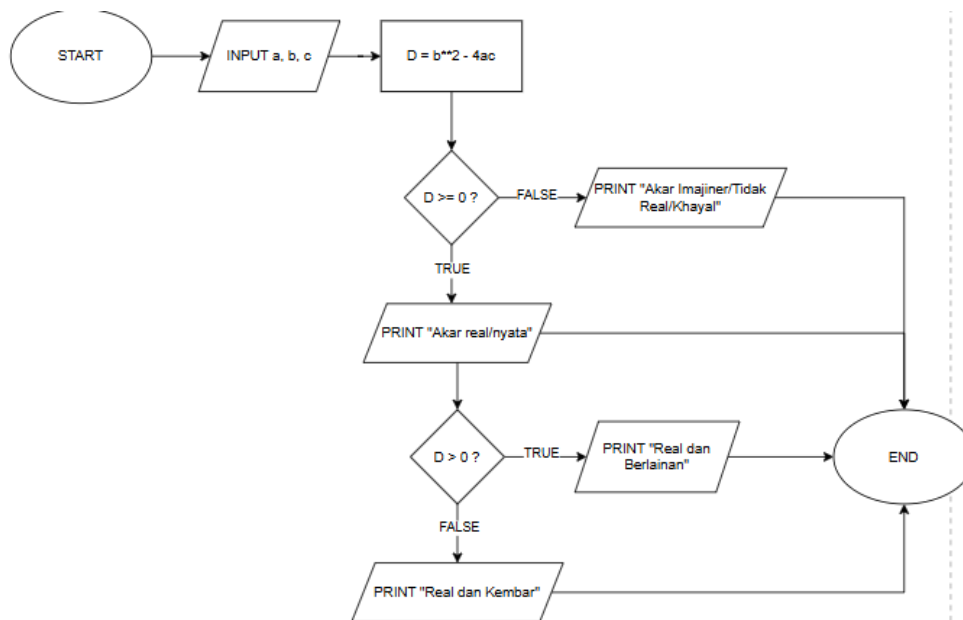 START
INPUT a, b, c
D = b**2 - 4ac
D >= 0 ?
FALSE
PRINT "Akar Imajiner/Tidak
Real/Khayal"
TRUE
PRINT "Akar real/nyata"
D > 0 ?
TRUE
PRINT "Real dan
Berlainan"
END
FALSE
PRINT "Real dan Kembar"